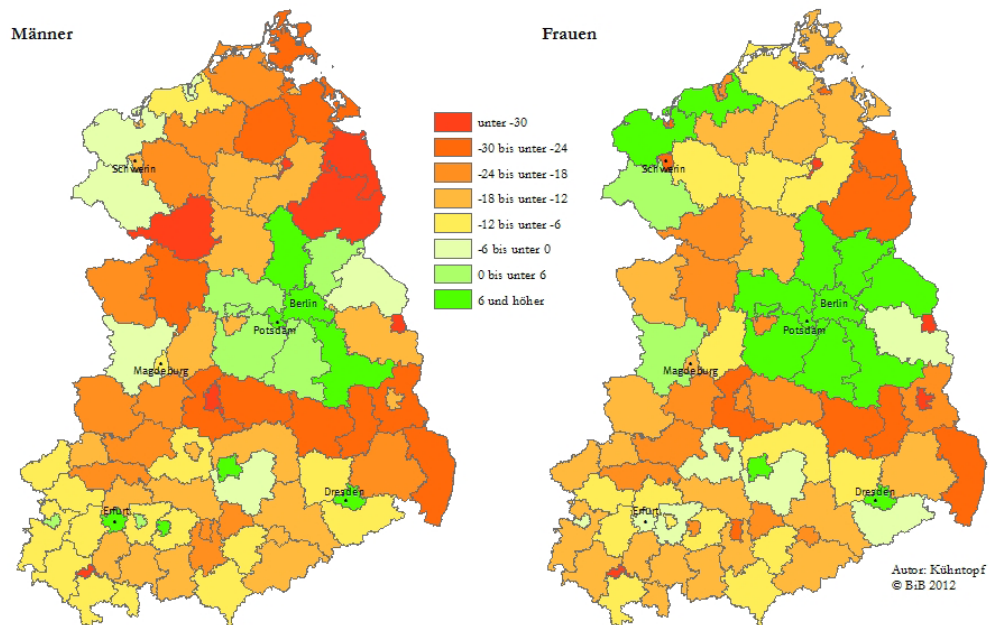 Männer
Frauen
unter -30
-30 bis unter -24
-24 bis unter -18
-18 bis unter -12
-12 bis unter -6
-6 bis unter 0
0 bis unter 6
6 und höher
Schwerin
Berlin
Potsdam
Magdeburg
Dresden
Erfurt
Schwerin
Berlin
Potsdam
Magdeburg
Dresden
Erfurt
Autor: Kühntopf
© BiB 2012